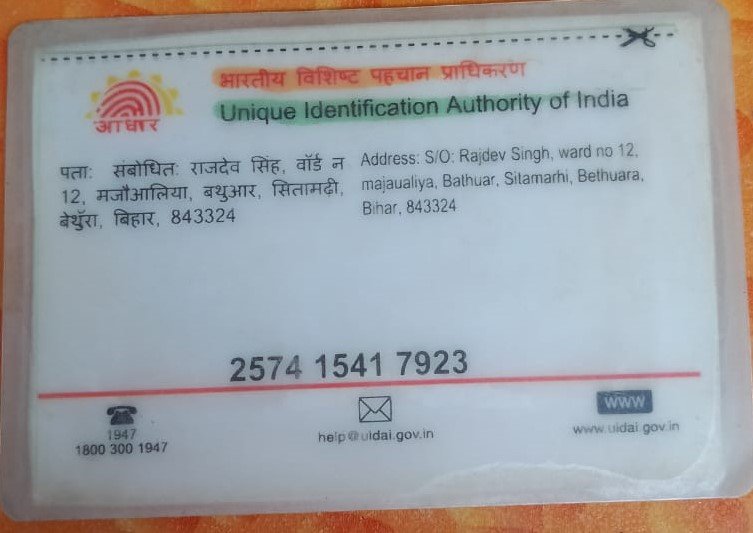 भारतीय विशिष्ट पहचान प्राधिकरण
Unique Identification Authority of India
आधार
पता: संबोधित: राजदेव सिंह, वॉर्ड न
12, मजौआलिया, बथुआर, सितामढ़ी,
बेथुँरा, बिहार, 843324
Address: S/O: Rajdev Singh, ward no 12,
majaualiya, Bathuar, Sitamarhi, Bethuara,
Bihar, 843324
2574 1541 7923
1947
1800 300 1947
help@uidai.gov.in
WWW
www.uidai.gov.in